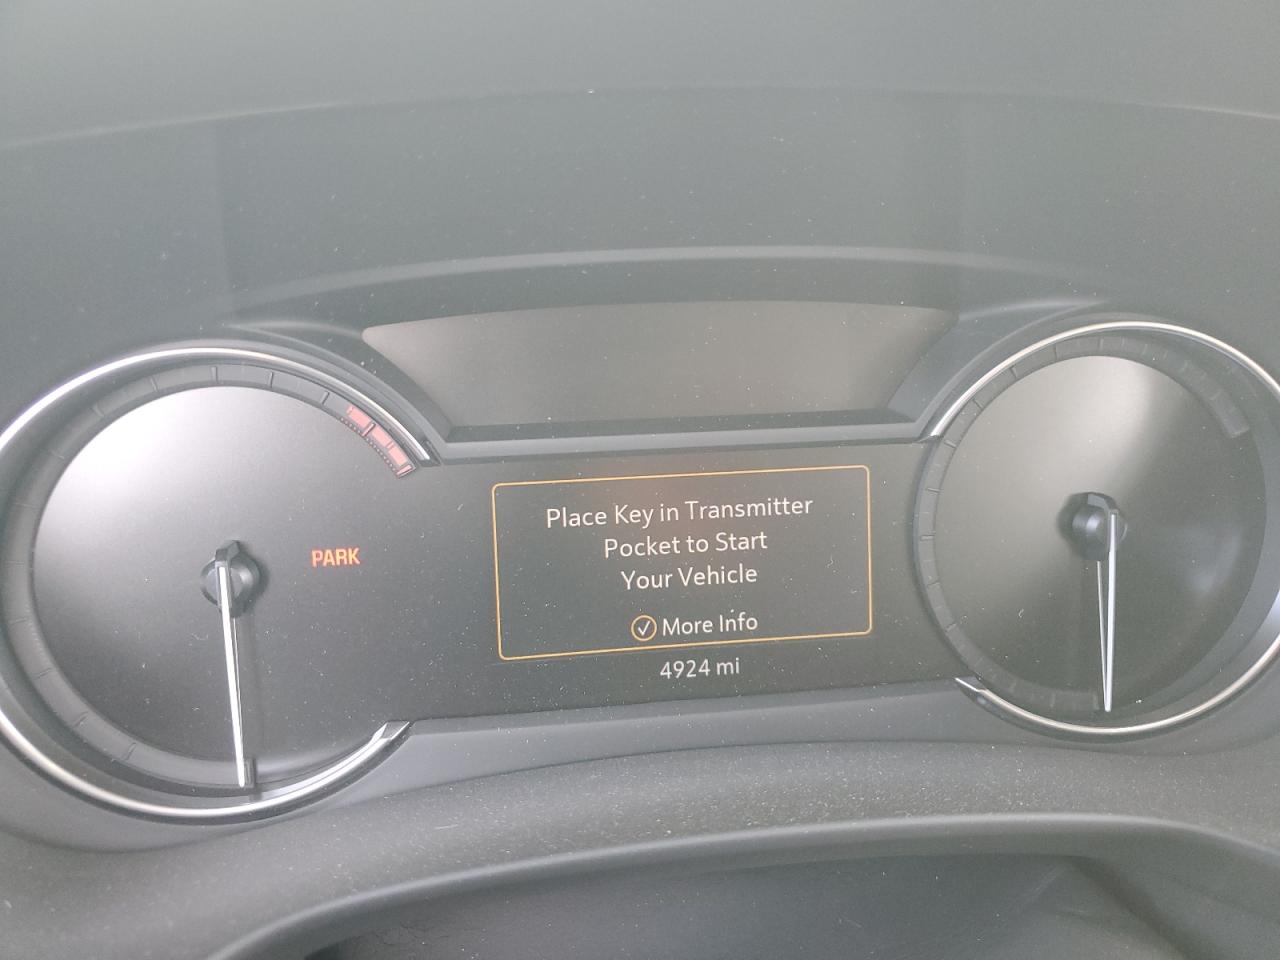 PARK
Place Key in Transmitter
Pocket to Start
Your Vehicle
More Info
4924 mi